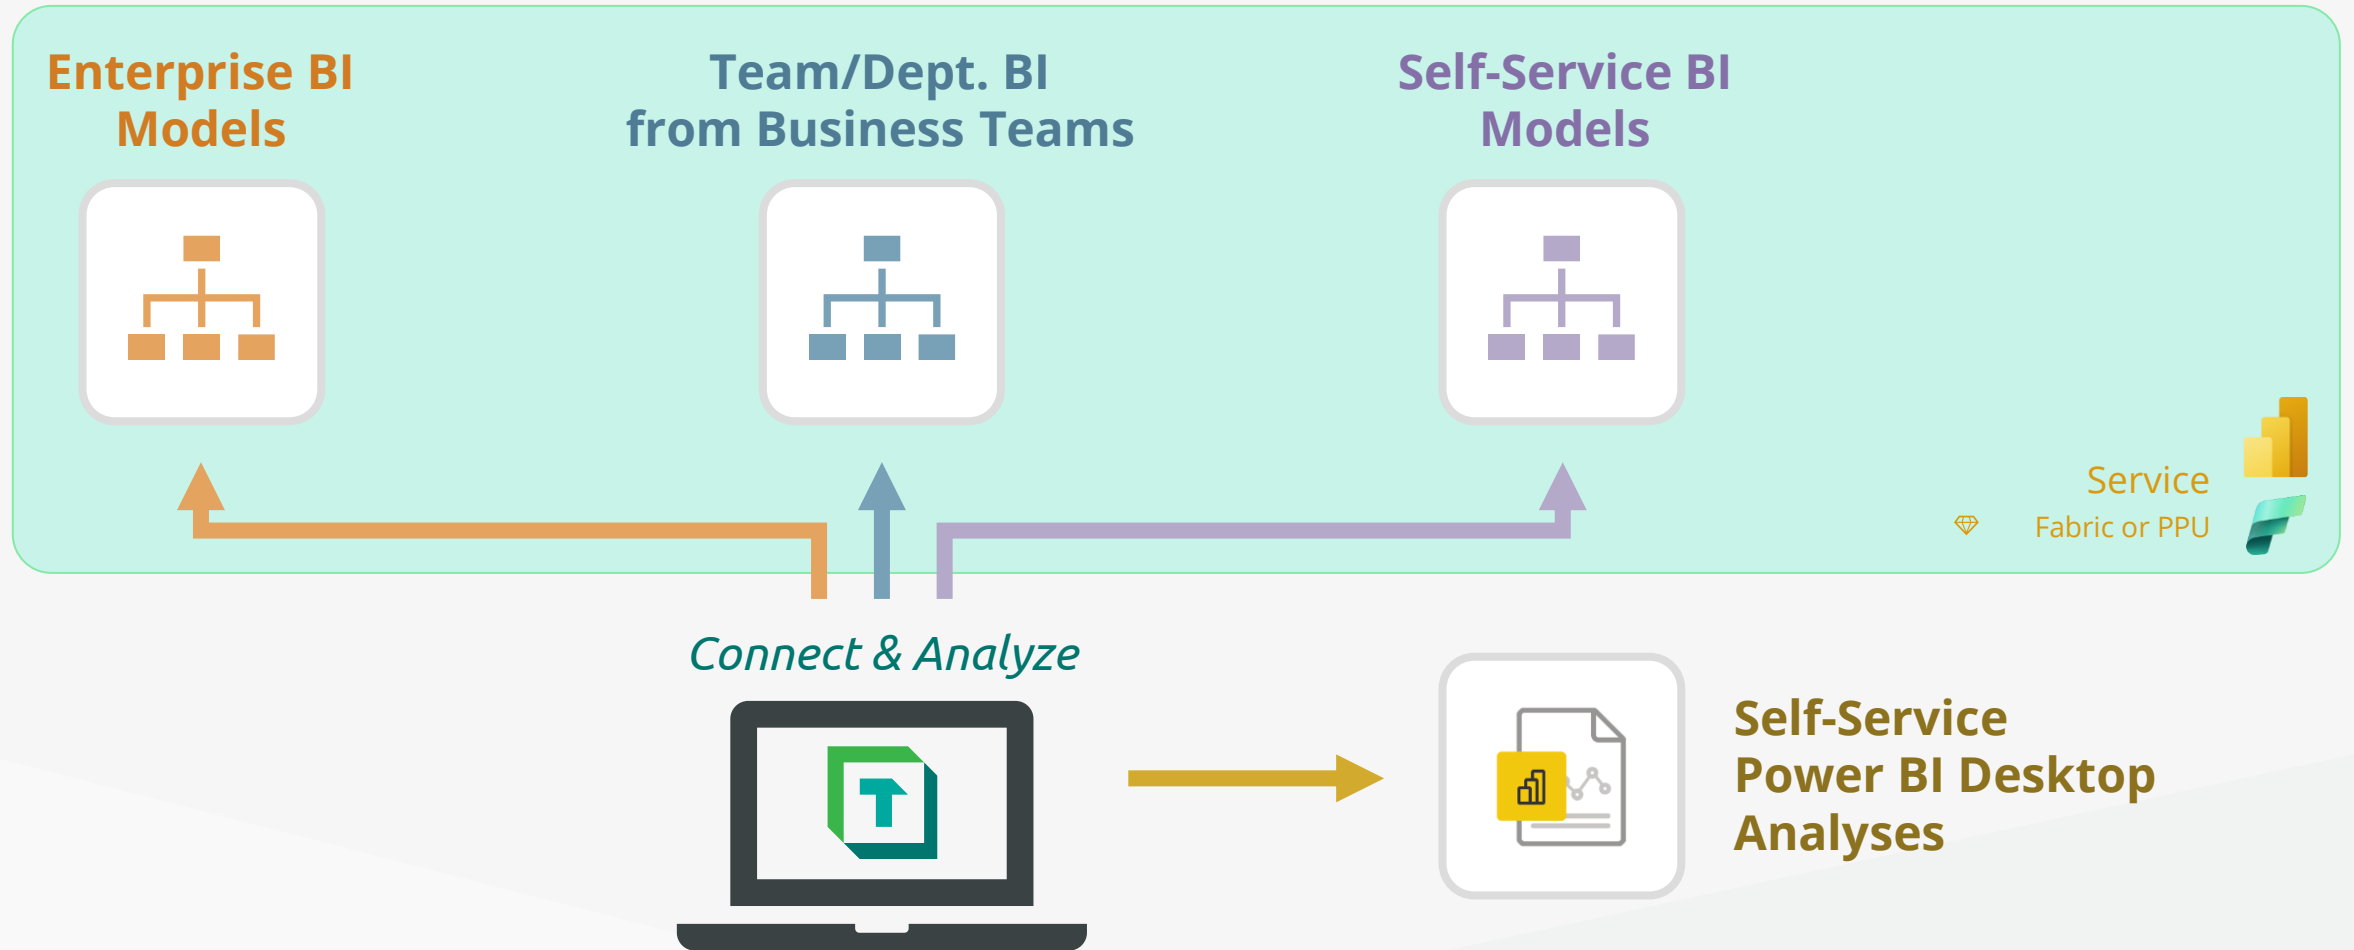 Enterprise BI
Models
Team/Dept. BI
from Business Teams
Self-Service BI
Models
Service
Fabric or PPU
Connect & Analyze
T
Self-Service
Power BI Desktop
Analyses